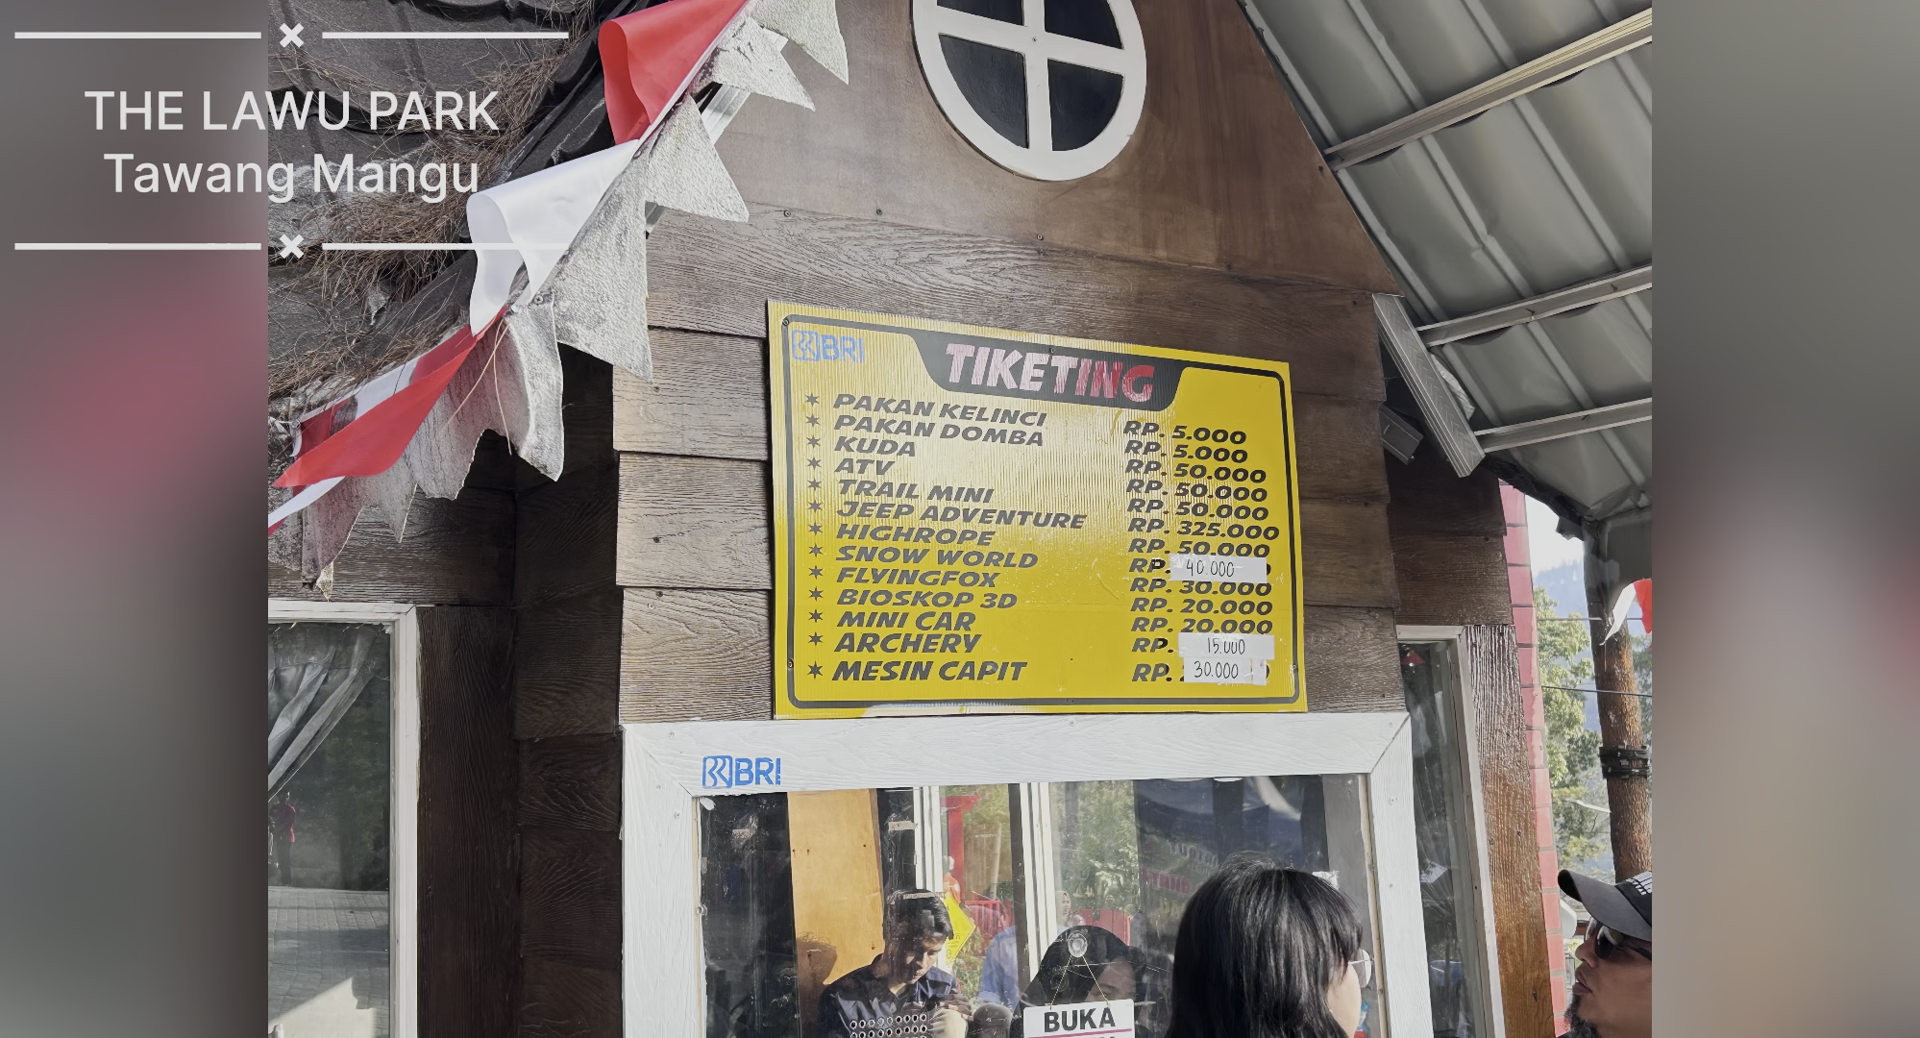 THE LAWU PARK
Tawang Mangu
BRI
TIKETING
PAKAN KELINCI RP. 5.000
PAKAN DOMBA RP. 5.000
KUDA RP. 50.000
ATV RP. 50.000
TRAIL MINI RP. 50.000
JEEP ADVENTURE RP. 325.000
HIGHROPE RP. 50.000
SNOW WORLD RP. 40.000
FLYINGFOX RP. 30.000
BIOSKOP 3D RP. 20.000
MINI CAR RP. 20.000
ARCHERY RP. 15.000
MESIN CAPIT RP. 30.000
BRI
BUKA